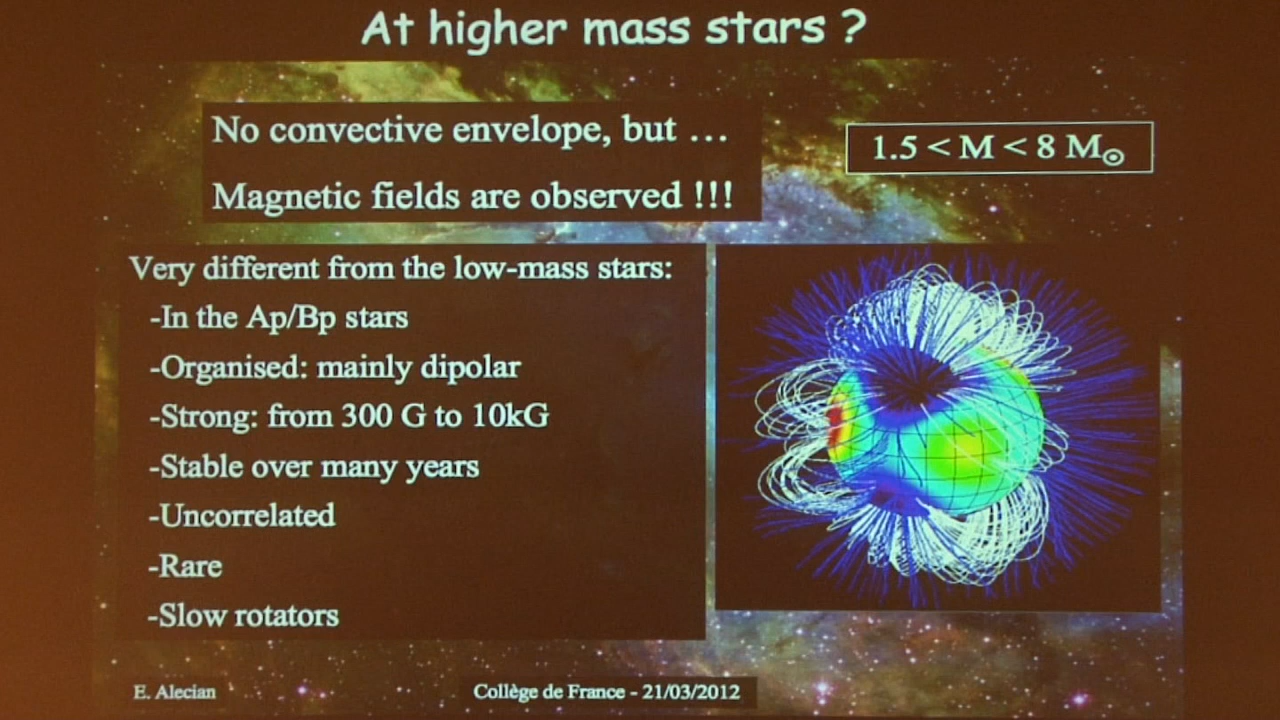 At higher mass stars ?
No convective envelope, but …
Magnetic fields are observed !!!
1.5 < M < 8 M☉
Very different from the low-mass stars:
-In the Ap/Bp stars
-Organised: mainly dipolar
-Strong: from 300 G to 10kG
-Stable over many years
-Uncorrelated
-Rare
-Slow rotators
E. Alecian
Collège de France - 21/03/2012